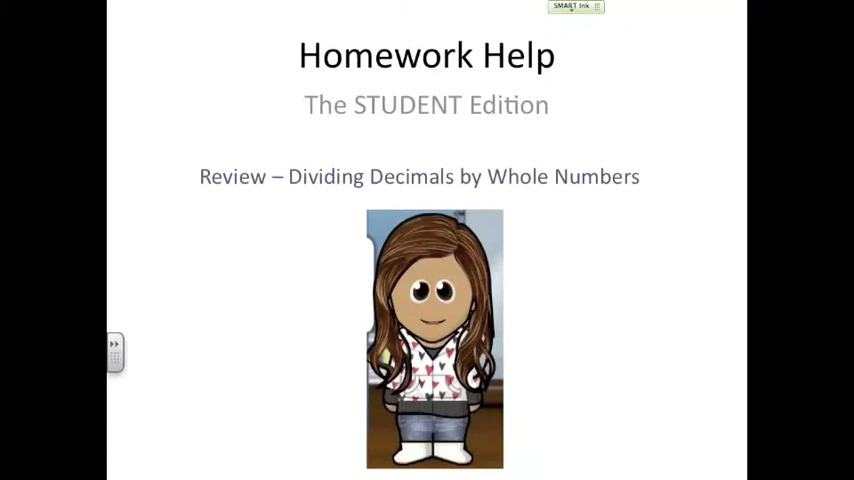 SMART Ink
Homework Help
The STUDENT Edition
Review – Dividing Decimals by Whole Numbers